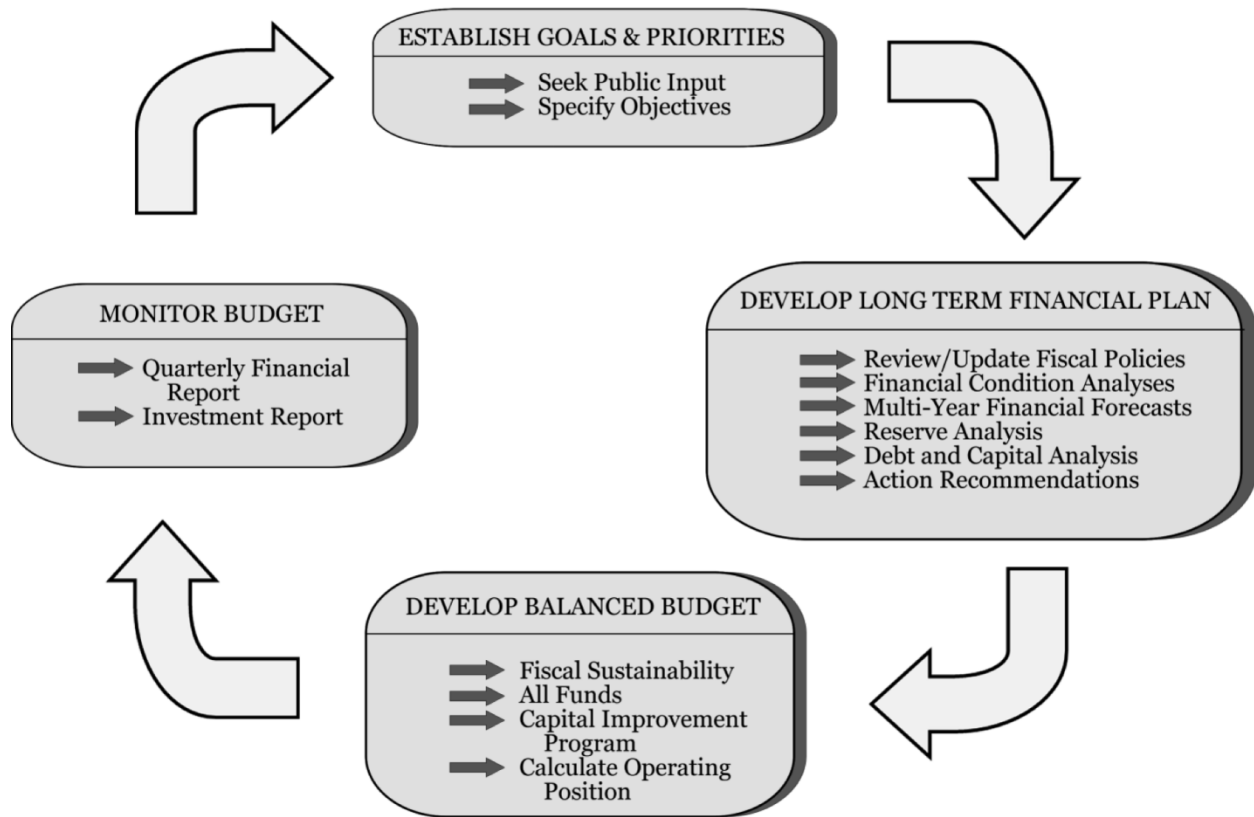 ESTABLISH GOALS & PRIORITIES
Seek Public Input
Specify Objectives
DEVELOP LONG TERM FINANCIAL PLAN
Review/Update Fiscal Policies
Financial Condition Analyses
Multi-Year Financial Forecasts
Reserve Analysis
Debt and Capital Analysis
Action Recommendations
DEVELOP BALANCED BUDGET
Fiscal Sustainability
All Funds
Capital Improvement
Program
Calculate Operating
Position
MONITOR BUDGET
Quarterly Financial
Report
Investment Report